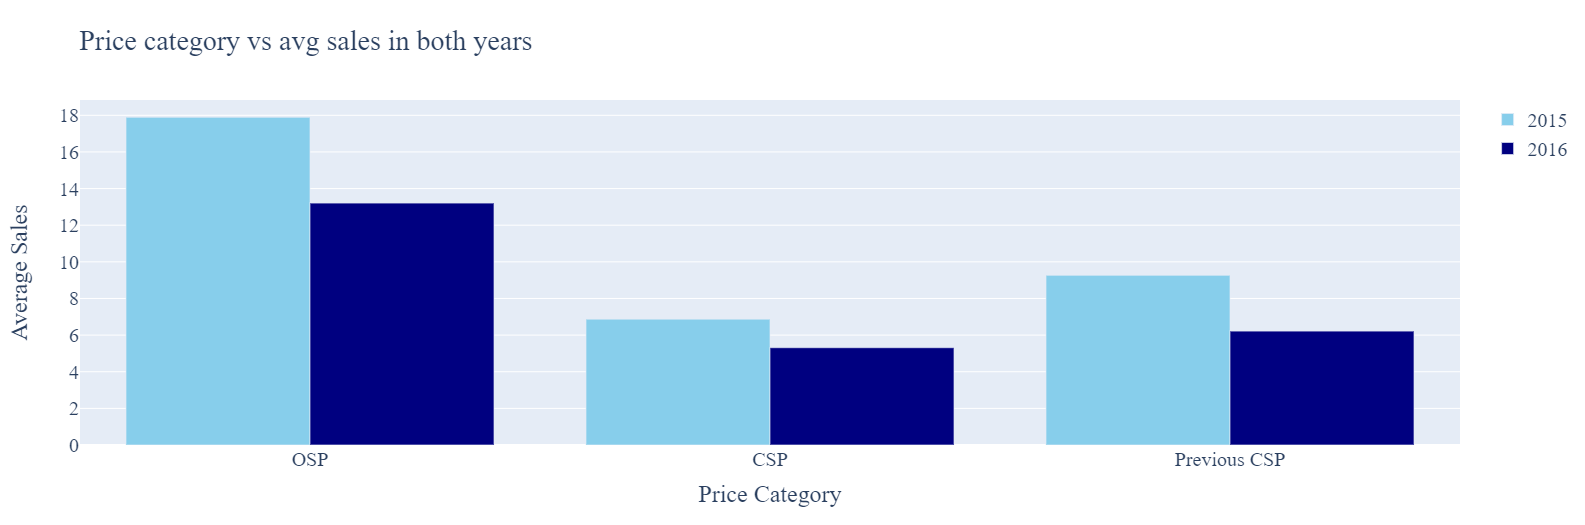 Price category vs avg sales in both years
18
16
14
12
10
8
6
4
2
0
Average Sales
OSP
CSP
Previous CSP
Price Category
2015
2016